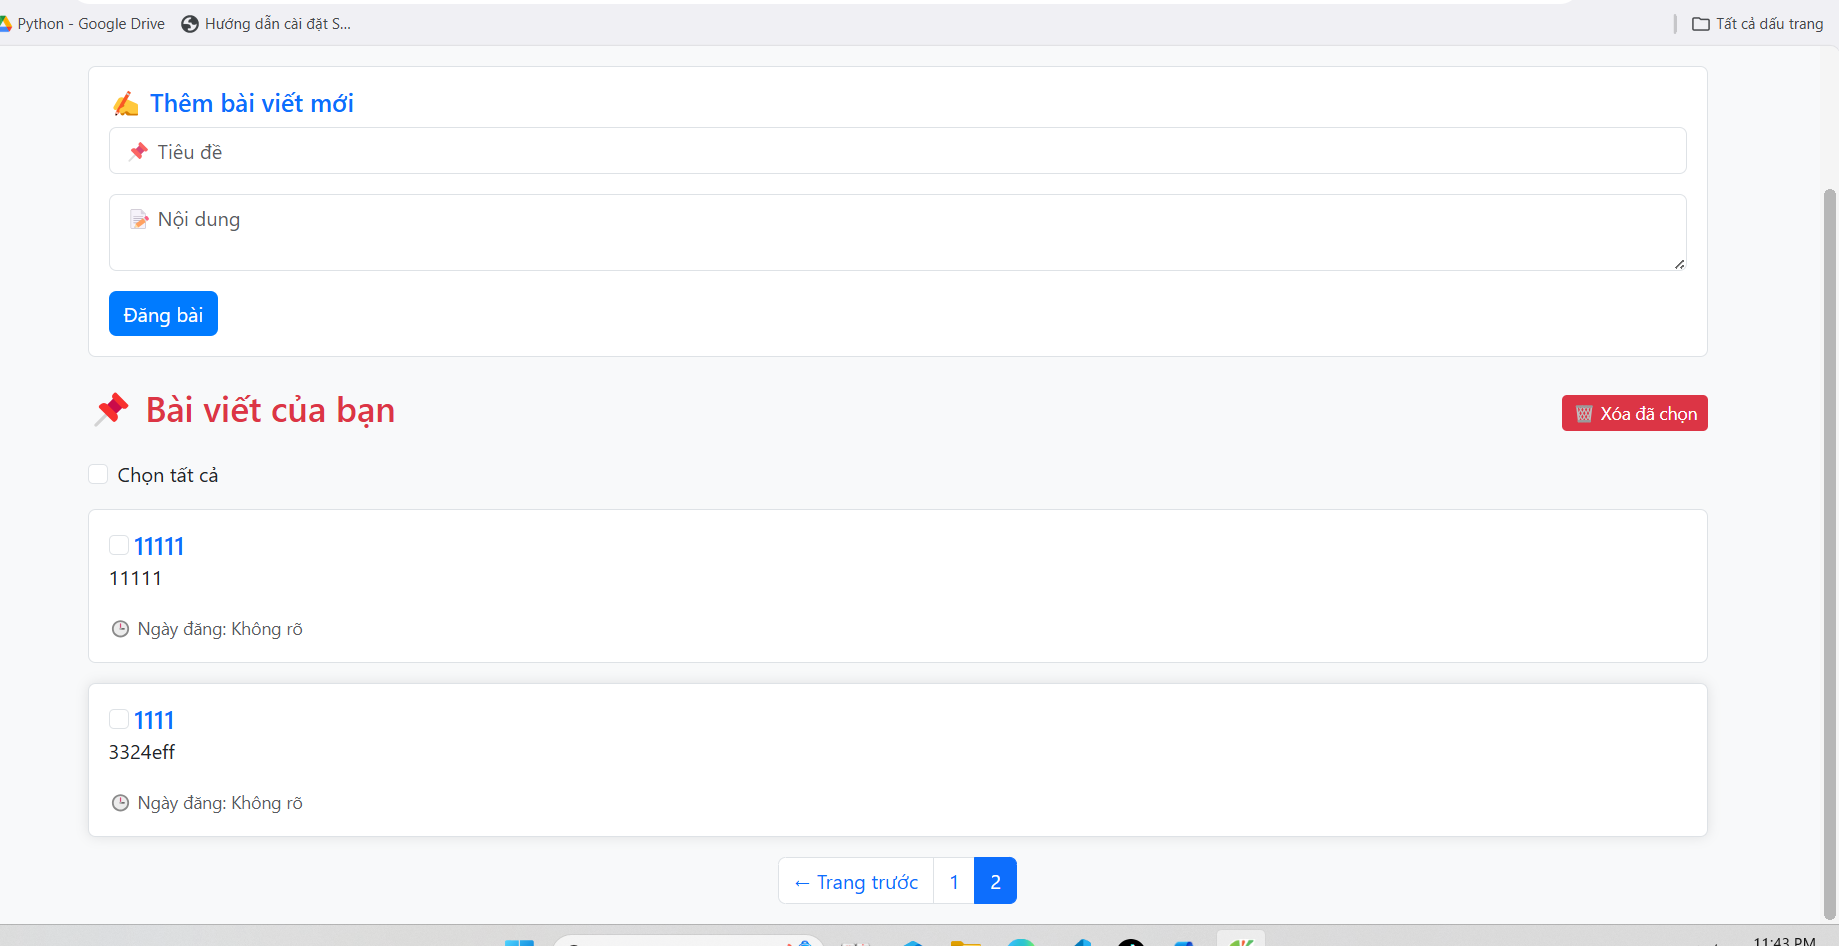 Python - Google Drive
Hướng dẫn cài đặt S...
Tất cả dấu trang
Thêm bài viết mới
Tiêu đề
Nội dung
Đăng bài
Bài viết của bạn
Xóa đã chọn
Chọn tất cả
11111
11111
Ngày đăng: Không rõ
1111
3324eff
Ngày đăng: Không rõ
← Trang trước 1 2
11:43 PM